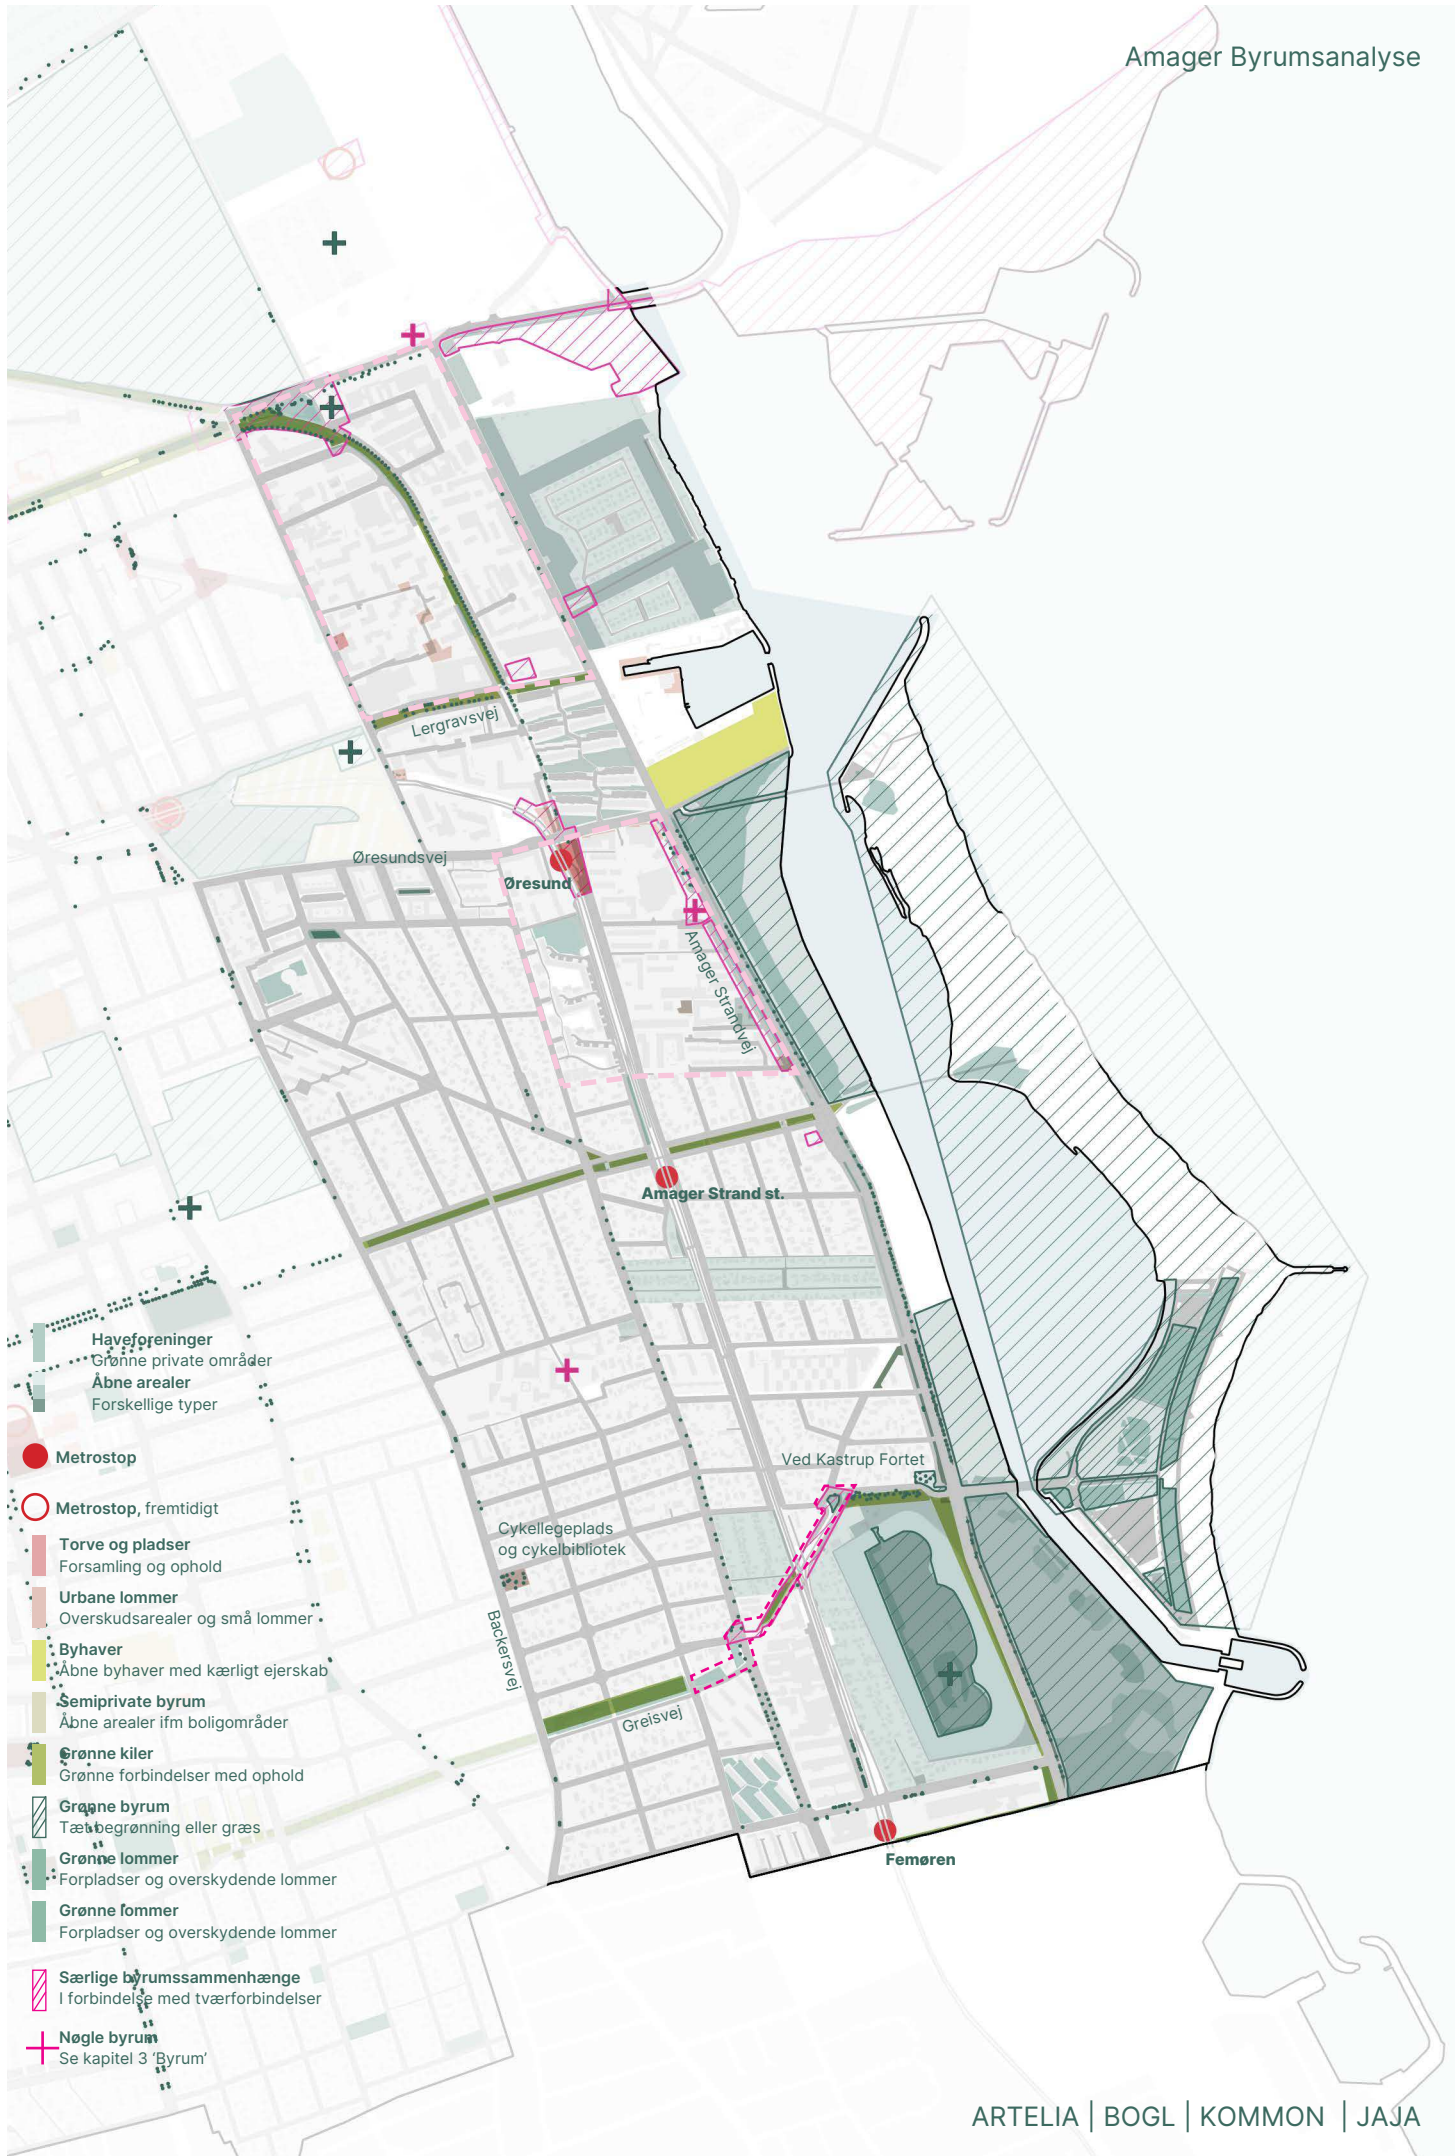 Amager Byrumsanalyse
Lergravsvej
Øresundsvej
Øresund
Amager Strandvej
Amager Strand st.
Ved Kastrup Fortet
Cykellegeplads
og cykelbibliotek
Backersvej
Greisvej
Femøren
Haveforeninger
Grønne private områder
Åbne arealer
Forskellige typer
Metrostop
Metrostop, fremtidigt
Torve og pladser
Forsamling og ophold
Urbane lommer
Overskudsarealer og små lommer
Byhaver
Åbne byhaver med kærligt ejerskab
Semiprivate byrum
Åbne arealer ifm boligområder
Grønne kiler
Grønne forbindelser med ophold
Grønne byrum
Tæt begrønning eller græs
Grønne lommer
Forpladser og overskydende lommer
Grønne lommer
Forpladser og overskydende lommer
Særlige byrumssammenhænge
I forbindelse med tværforbindelser
Nøgle byrum
Se kapitel 3 'Byrum'
ARTELIA | BOGL | KOMMON | JAJA